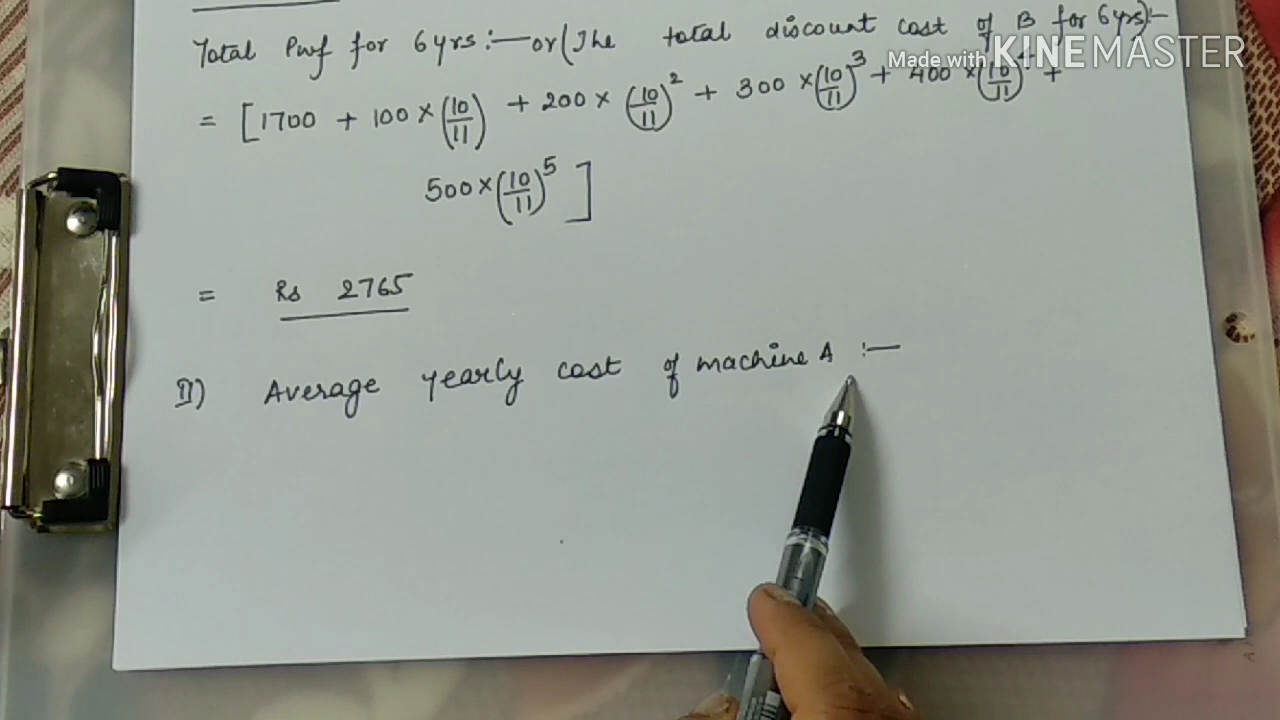 Total Pwf for 6yrs:— or (The total discount cost of B for 6yrs):—
Made with KINEMASTER
= [1700 + 100 × (10/11) + 200 × (10/11)² + 300 × (10/11)³ + 400 × (10/11)⁴ +
500 × (10/11)⁵ ]
= Rs 2765
II) Average yearly cost of machine A :—